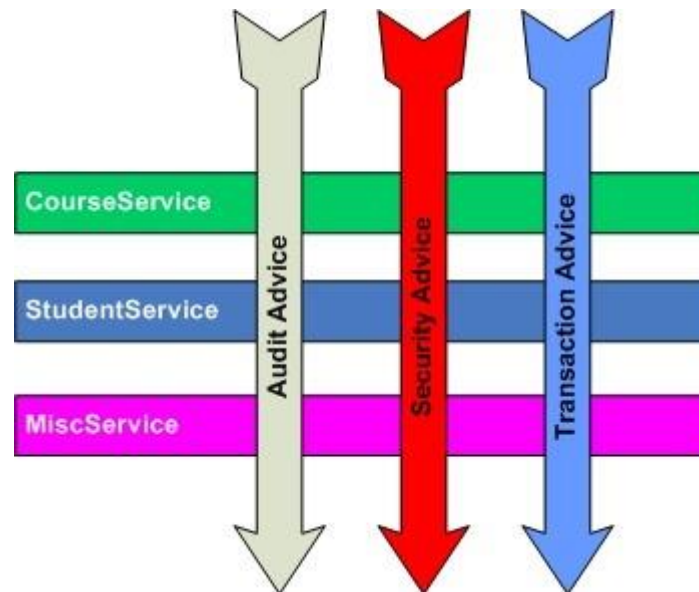 CourseService
StudentService
MiscService
Audit Advice
Security Advice
Transaction Advice